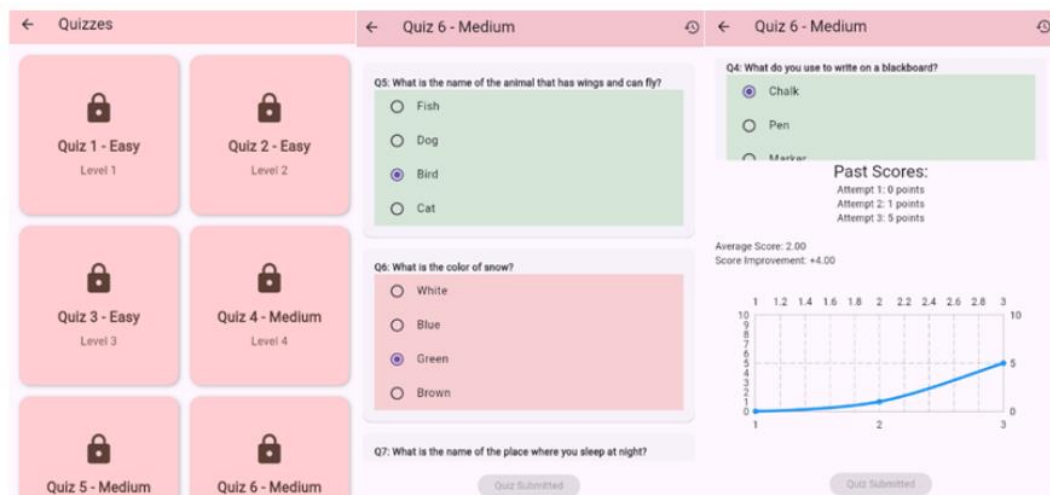 Quizzes
Quiz 1 - Easy
Level 1
Quiz 2 - Easy
Level 2
Quiz 3 - Easy
Level 3
Quiz 4 - Medium
Level 4
Quiz 5 - Medium
Quiz 6 - Medium
Quiz 6 - Medium
Q5: What is the name of the animal that has wings and can fly?
Fish
Dog
Bird
Cat
Q6: What is the color of snow?
White
Blue
Green
Brown
Q7: What is the name of the place where you sleep at night?
Quiz Submitted
Quiz 6 - Medium
Q4: What do you use to write on a blackboard?
Chalk
Pen
Marker
Past Scores:
Attempt 1: 0 points
Attempt 2: 1 points
Attempt 3: 5 points
Average Score: 2.00
Score Improvement: +4.00
1 1.2 1.4 1.6 1.8 2 2.2 2.4 2.6 2.8 3
10 10
9
8
7
6
5 5
4
3
2
1
0 0
1 2 3
Quiz Submitted